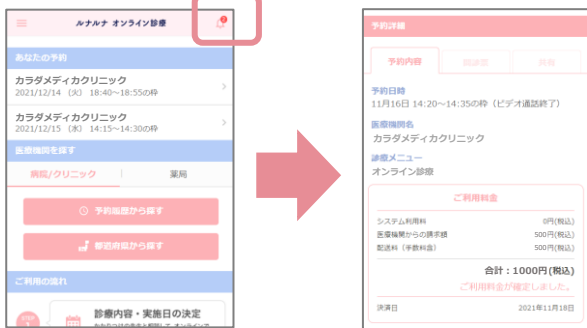 ルナルナ オンライン診療
あなたの予約
カラダメディカクリニック
2021/12/14 （火） 18:40～18:55の枠
カラダメディカクリニック
2021/12/15 （水） 14:15～14:30の枠
医療機関を探す
病院/クリニック
薬局
予約履歴から探す
都道府県から探す
ご利用の流れ
STEP
診療内容・実施日の決定
予約詳細
予約内容
予約日時
11月16日 14:20～14:35の枠（ビデオ通話終了）
医療機関名
カラダメディカクリニック
診療メニュー
オンライン診療
ご利用料金
システム利用料 0円(税込)
医療機関からの請求額 500円(税込)
配送料（手数料含） 500円(税込)
合計：1000円(税込)
ご利用料金が確定しました。
決済日 2021年11月18日